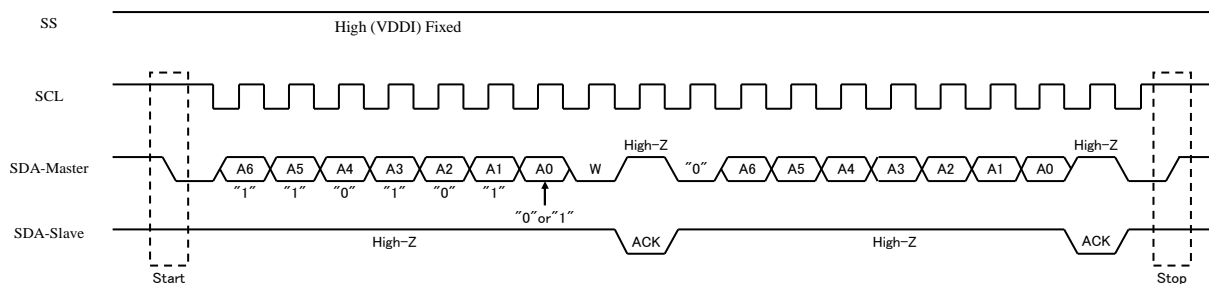 SS
High (VDDI) Fixed
SCL
SDA-Master
A6 A5 A4 A3 A2 A1 A0 W High-Z "0" A6 A5 A4 A3 A2 A1 A0 High-Z
"1" "1" "0" "1" "0" "1"
"0"or"1"
SDA-Slave
High-Z ACK High-Z ACK
Start Stop